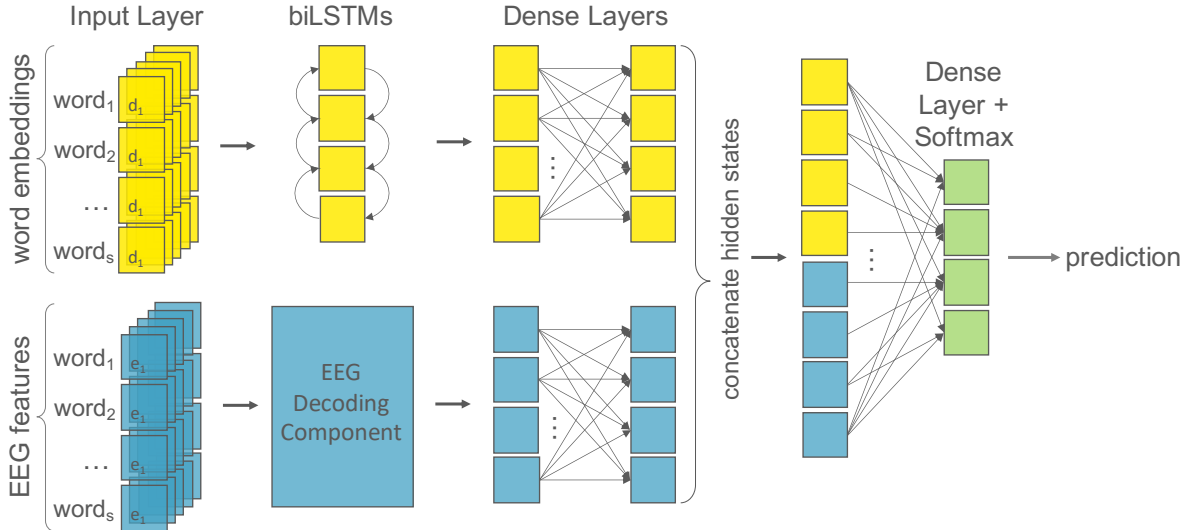 Input Layer
biLSTMs
Dense Layers
word embeddings
word1
d1
word2
d1
...
d1
words
d1
...
EEG features
word1
e1
word2
e1
...
e1
words
e1
EEG
Decoding
Component
...
concatenate hidden states
...
Dense
Layer +
Softmax
prediction